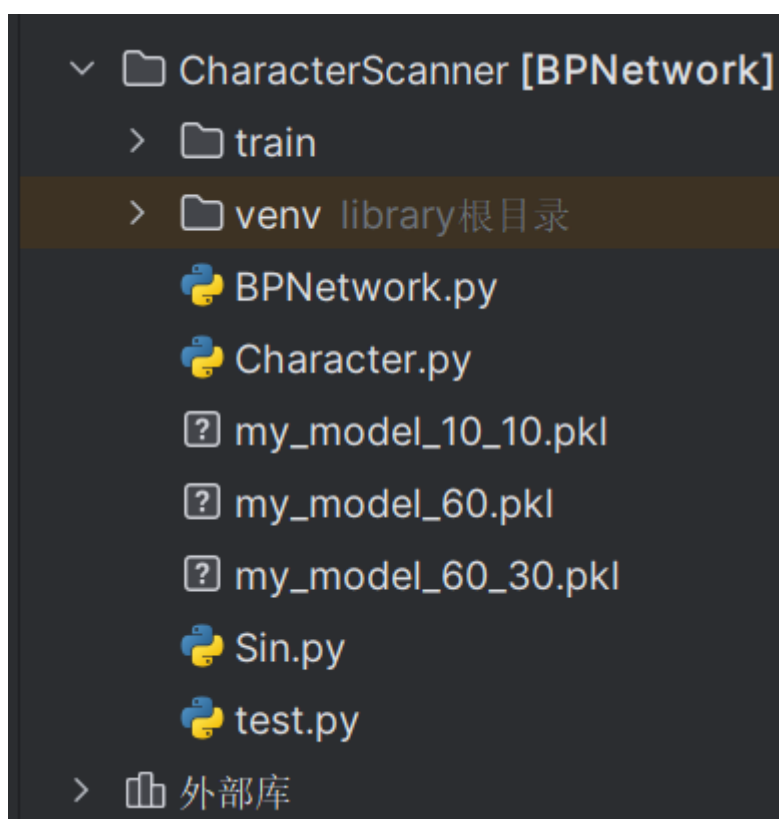 CharacterScanner [BPNetwork]
train
venv library根目录
BPNetwork.py
Character.py
my_model_10_10.pkl
my_model_60.pkl
my_model_60_30.pkl
Sin.py
test.py
外部库